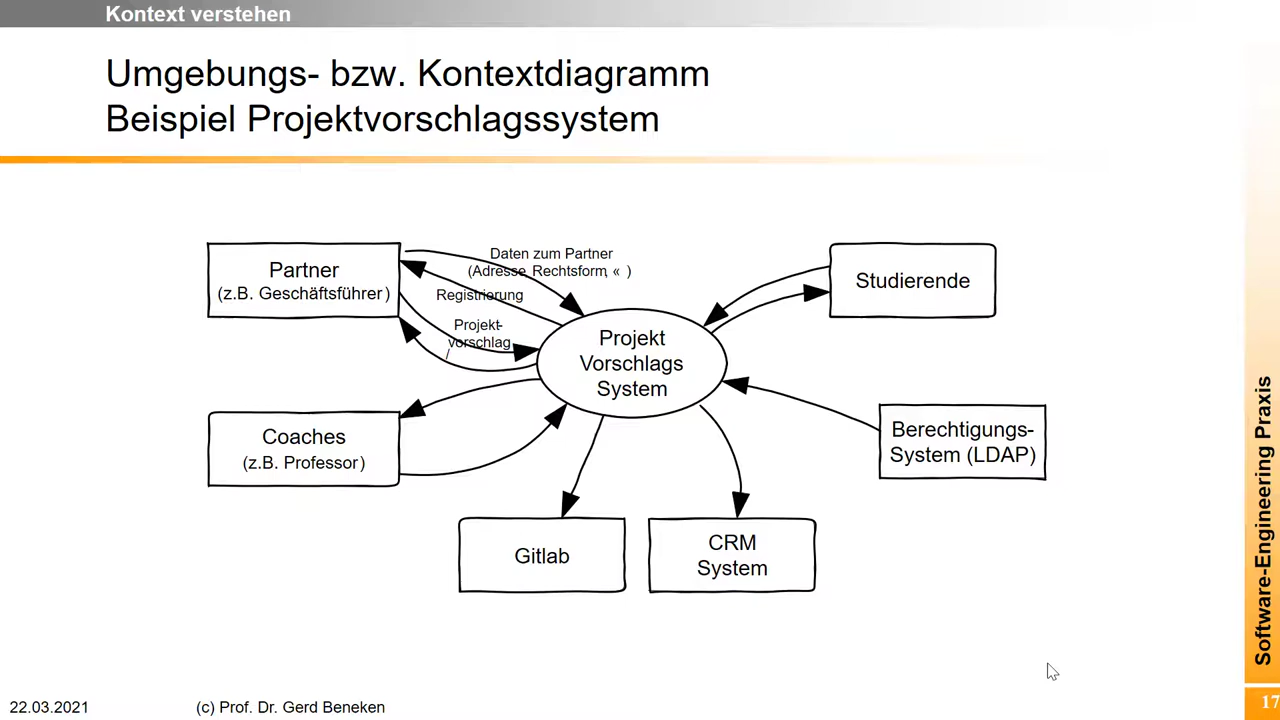 Kontext verstehen
Umgebungs- bzw. Kontextdiagramm
Beispiel Projektvorschlagssystem
Partner
(z.B. Geschäftsführer)
Daten zum Partner
(Adresse, Rechtsform, « )
Registrierung
Projekt-
vorschlag
Projekt
Vorschlags
System
Studierende
Coaches
(z.B. Professor)
Berechtigungs-
System (LDAP)
Gitlab
CRM
System
Software-Engineering Praxis
22.03.2021
(c) Prof. Dr. Gerd Beneken
17